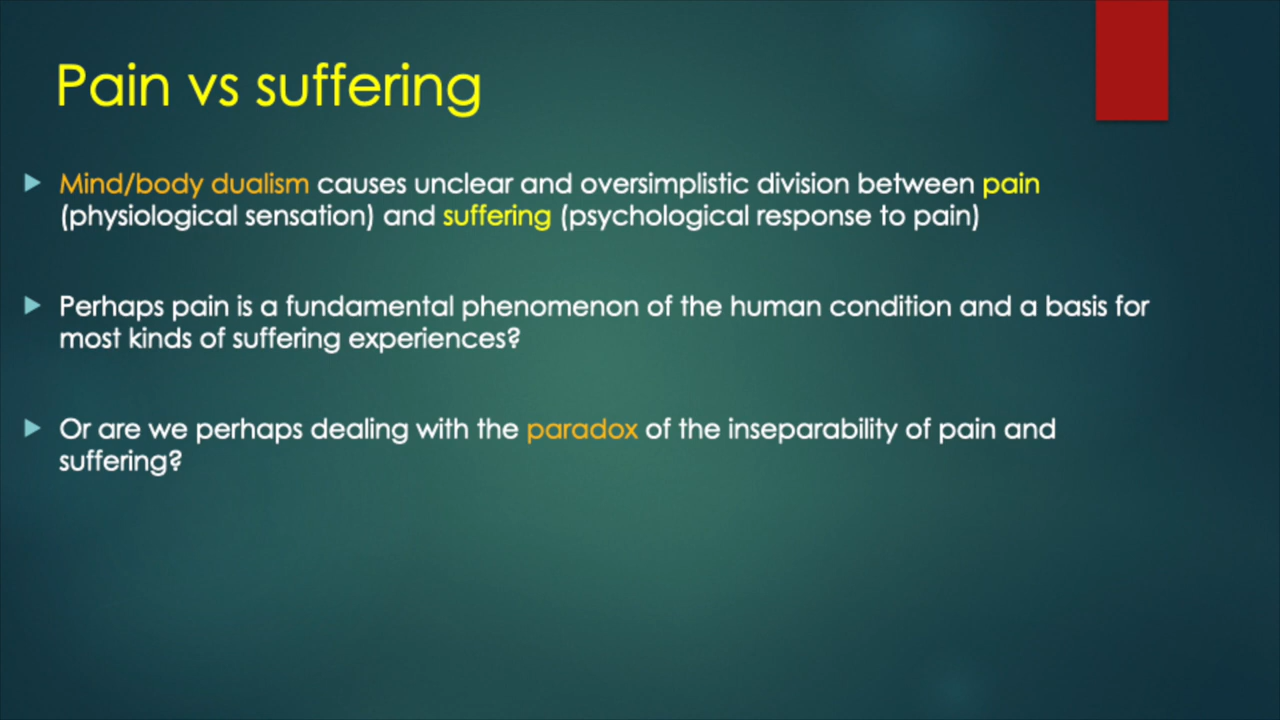 Pain vs suffering
Mind/body dualism causes unclear and oversimplistic division between pain
(physiological sensation) and suffering (psychological response to pain)
Perhaps pain is a fundamental phenomenon of the human condition and a basis for
most kinds of suffering experiences?
Or are we perhaps dealing with the paradox of the inseparability of pain and
suffering?